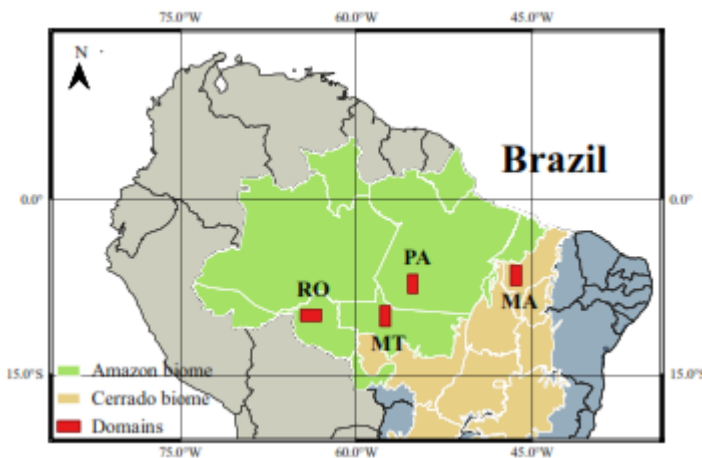 75.0°W 60.0°W 45.0°W
N
Brazil
0.0° 0.0°
PA
RO
MA
MT
15.0°S 15.0°S
Amazon biome
Cerrado biome
Domains
75.0°W 60.0°W 45.0°W